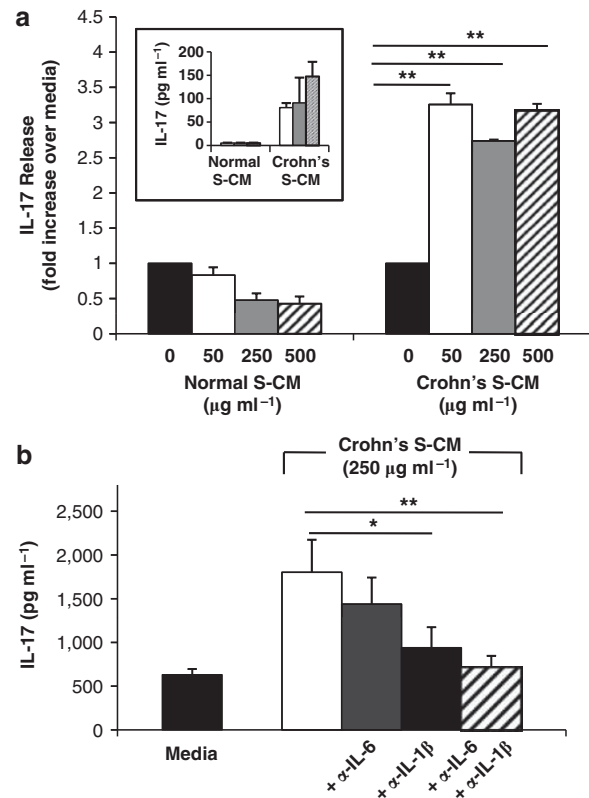 a
IL-17 Release
(fold increase over media)
4.5
4
3.5
3
2.5
2
1.5
1
0.5
0
IL-17 (pg ml⁻¹)
200
150
100
50
0
Normal
S-CM
Crohn's
S-CM
**
**
**
0 50 250 500
Normal S-CM
(μg ml⁻¹)
0 50 250 500
Crohn's S-CM
(μg ml⁻¹)
b
Crohn's S-CM
(250 μg ml⁻¹)
IL-17 (pg ml⁻¹)
2,500
2,000
1,500
1,000
500
0
**
*
Media
+ α-IL-6
+ α-IL-1β
+ α-IL-6
+ α-IL-1β